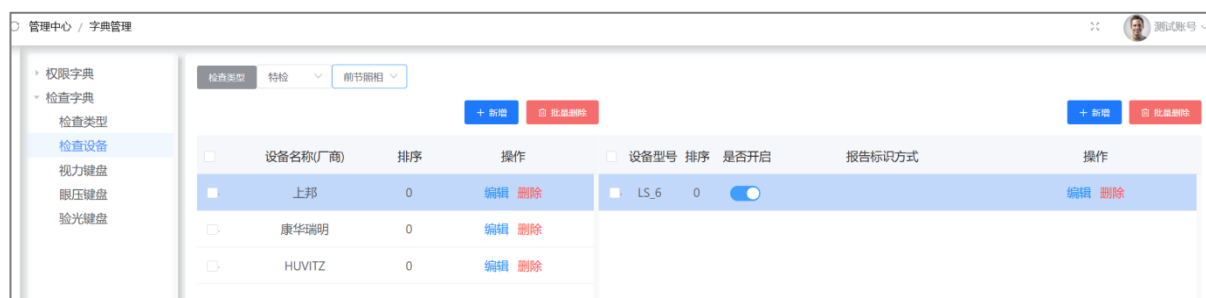 管理中心 / 字典管理
测试账号
权限字典
检查字典
检查类型
检查设备
视力键盘
眼压键盘
验光键盘
检查类型 特检 前节照相
+ 新增 批量删除
设备名称(厂商) 排序 操作
上邦 0 编辑 删除
康华瑞明 0 编辑 删除
HUVITZ 0 编辑 删除
+ 新增 批量删除
设备型号 排序 是否开启 报告标识方式 操作
LS_6 0 编辑 删除